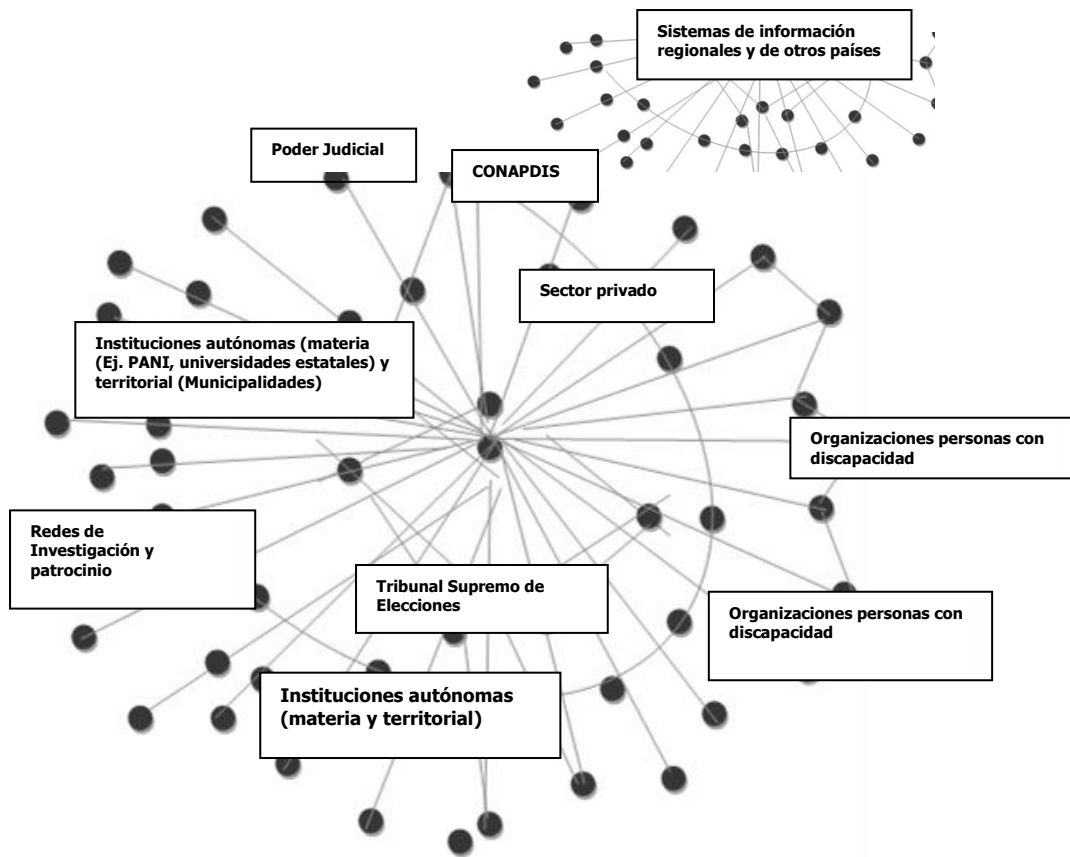 Sistemas de información
regionales y de otros países
Poder Judicial
CONAPDIS
Sector privado
Instituciones autónomas (materia
(Ej. PANI, universidades estatales) y
territorial (Municipalidades)
Organizaciones personas con
discapacidad
Redes de
Investigación y
patrocinio
Tribunal Supremo de
Elecciones
Organizaciones personas con
discapacidad
Instituciones autónomas
(materia y territorial)